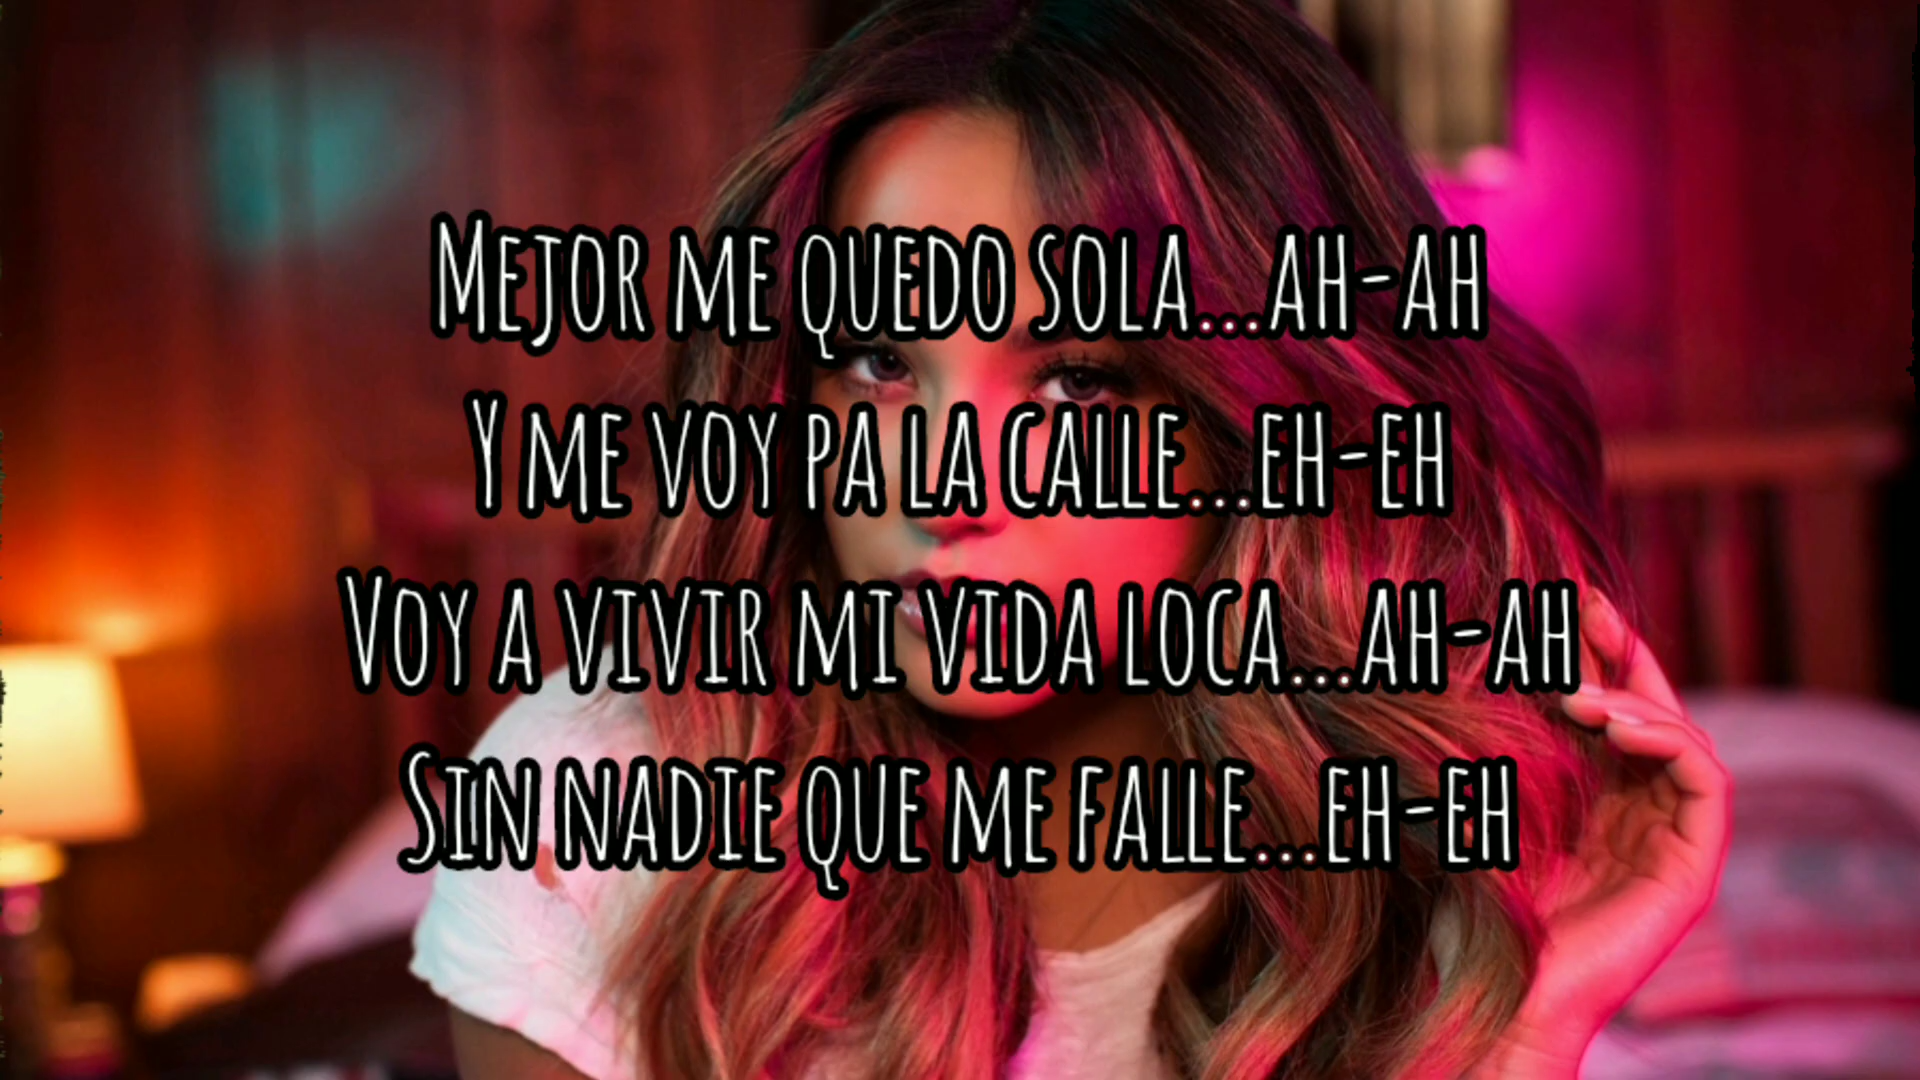 Mejor me quedo sola...ah-ah
Y me voy pa la calle...eh-eh
Voy a vivir mi vida loca...ah-ah
Sin nadie que me falle...eh-eh